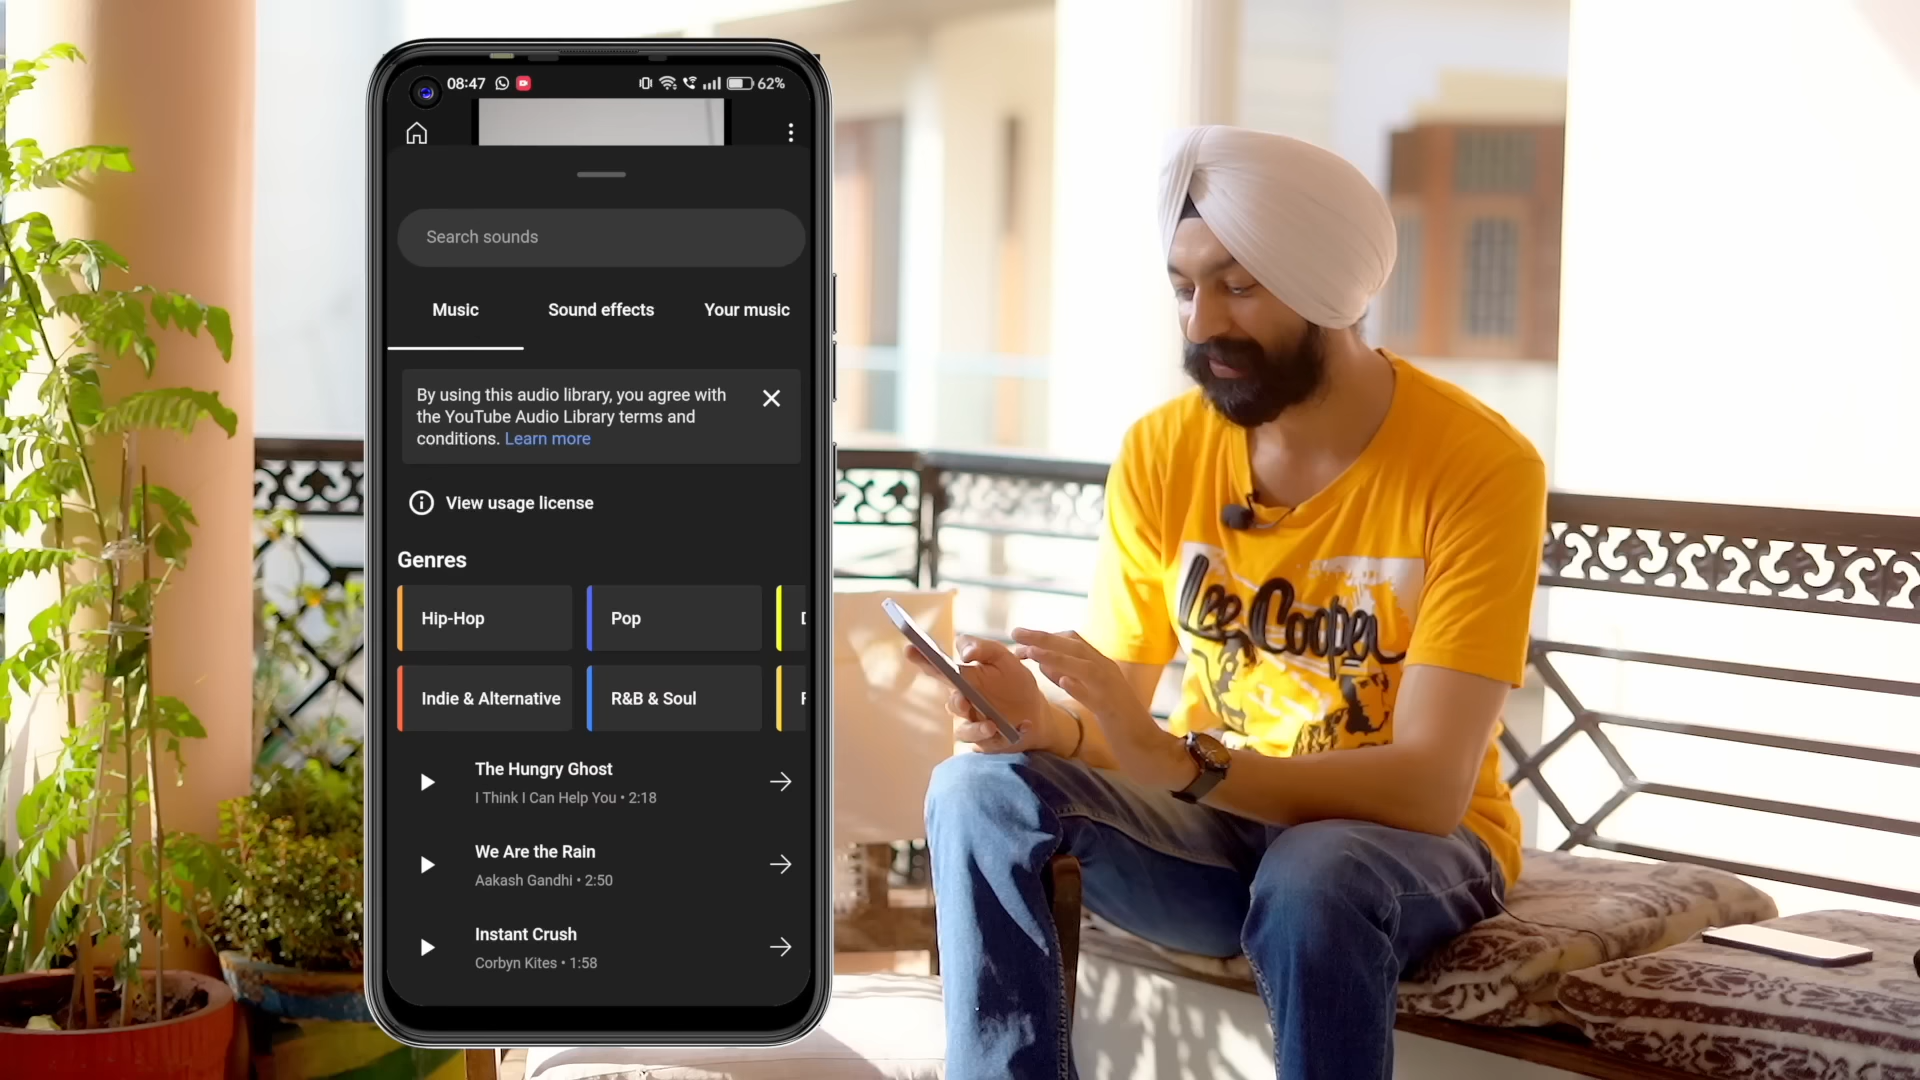 08:47
62%
Search sounds
Music
Sound effects
Your music
By using this audio library, you agree with
the YouTube Audio Library terms and
conditions. Learn more
View usage license
Genres
Hip-Hop
Pop
Indie & Alternative
R&B & Soul
The Hungry Ghost
I Think I Can Help You • 2:18
We Are the Rain
Aakash Gandhi • 2:50
Instant Crush
Corbyn Kites • 1:58
Lee Cooper